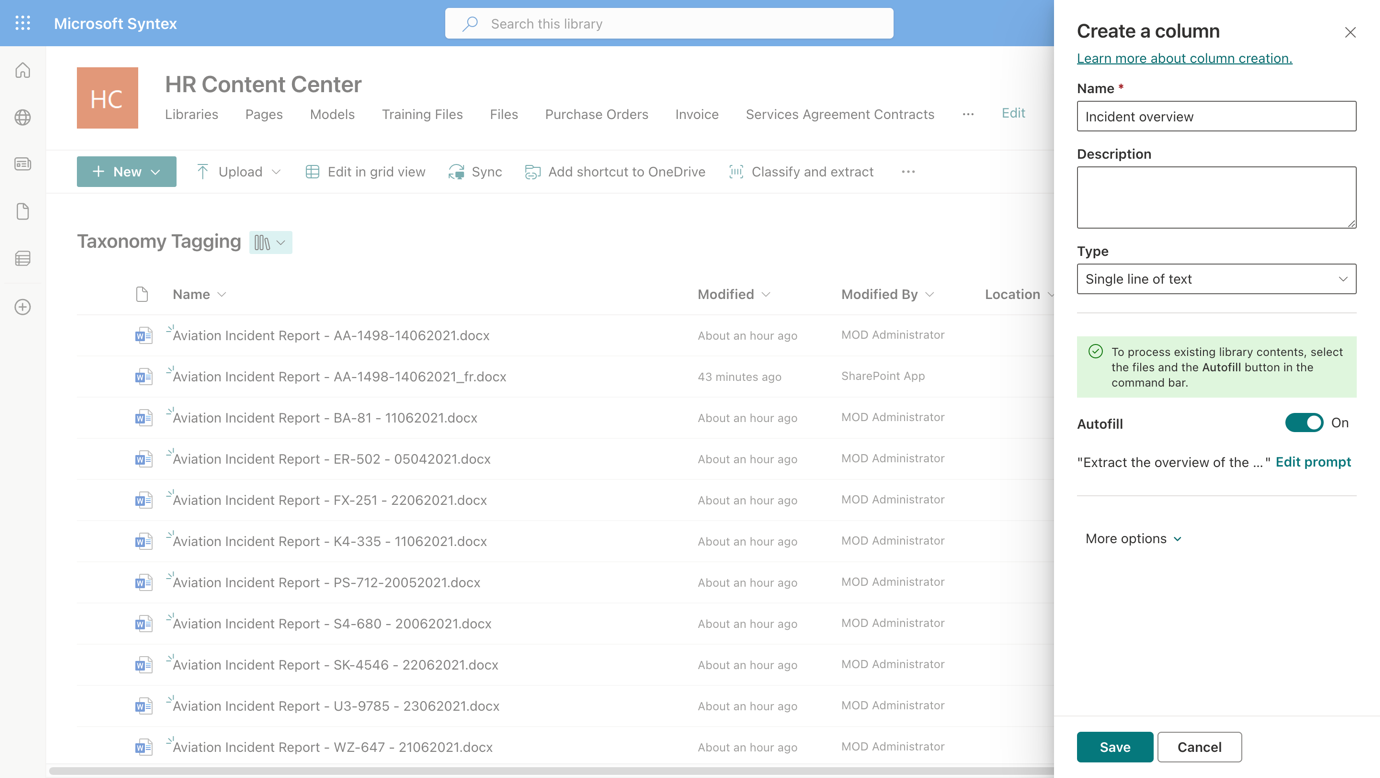 Microsoft Syntex
Search this library
HC
HR Content Center
Libraries Pages Models Training Files Files Purchase Orders Invoice Services Agreement Contracts ··· Edit
+ New Upload Edit in grid view Sync Add shortcut to OneDrive Classify and extract ···
Taxonomy Tagging
Name Modified Modified By Location
Aviation Incident Report - AA-1498-14062021.docx About an hour ago MOD Administrator
Aviation Incident Report - AA-1498-14062021_fr.docx 43 minutes ago SharePoint App
Aviation Incident Report - BA-81 - 11062021.docx About an hour ago MOD Administrator
Aviation Incident Report - ER-502 - 05042021.docx About an hour ago MOD Administrator
Aviation Incident Report - FX-251 - 22062021.docx About an hour ago MOD Administrator
Aviation Incident Report - K4-335 - 11062021.docx About an hour ago MOD Administrator
Aviation Incident Report - PS-712-20052021.docx About an hour ago MOD Administrator
Aviation Incident Report - S4-680 - 20062021.docx About an hour ago MOD Administrator
Aviation Incident Report - SK-4546 - 22062021.docx About an hour ago MOD Administrator
Aviation Incident Report - U3-9785 - 23062021.docx About an hour ago MOD Administrator
Aviation Incident Report - WZ-647 - 21062021.docx About an hour ago MOD Administrator
Create a column
Learn more about column creation.
Name *
Incident overview
Description
Type
Single line of text
To process existing library contents, select
the files and the Autofill button in the
command bar.
Autofill On
"Extract the overview of the ..." Edit prompt
More options
Save Cancel